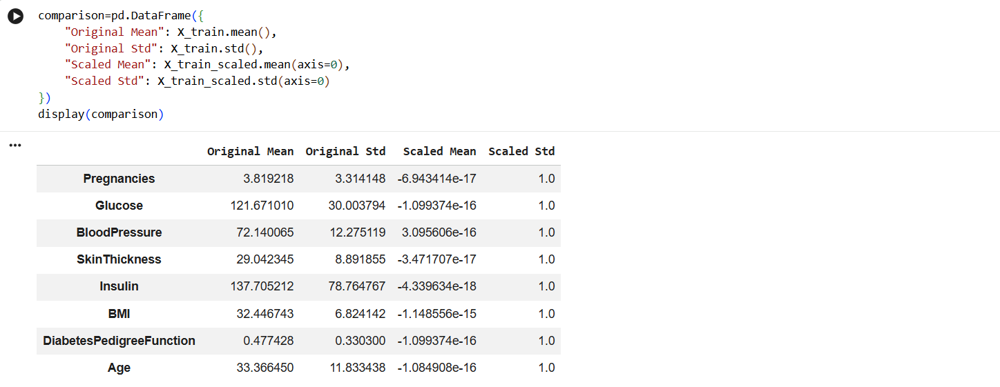 comparison=pd.DataFrame({
    "Original Mean": X_train.mean(),
    "Original Std": X_train.std(),
    "Scaled Mean": X_train_scaled.mean(axis=0),
    "Scaled Std": X_train_scaled.std(axis=0)
})
display(comparison)
Original Mean Original Std Scaled Mean Scaled Std
Pregnancies 3.819218 3.314148 -6.943414e-17 1.0
Glucose 121.671010 30.003794 -1.099374e-16 1.0
BloodPressure 72.140065 12.275119 3.095606e-16 1.0
SkinThickness 29.042345 8.891855 -3.471707e-17 1.0
Insulin 137.705212 78.764767 -4.339634e-18 1.0
BMI 32.446743 6.824142 -1.148556e-15 1.0
DiabetesPedigreeFunction 0.477428 0.330300 -1.099374e-16 1.0
Age 33.366450 11.833438 -1.084908e-16 1.0